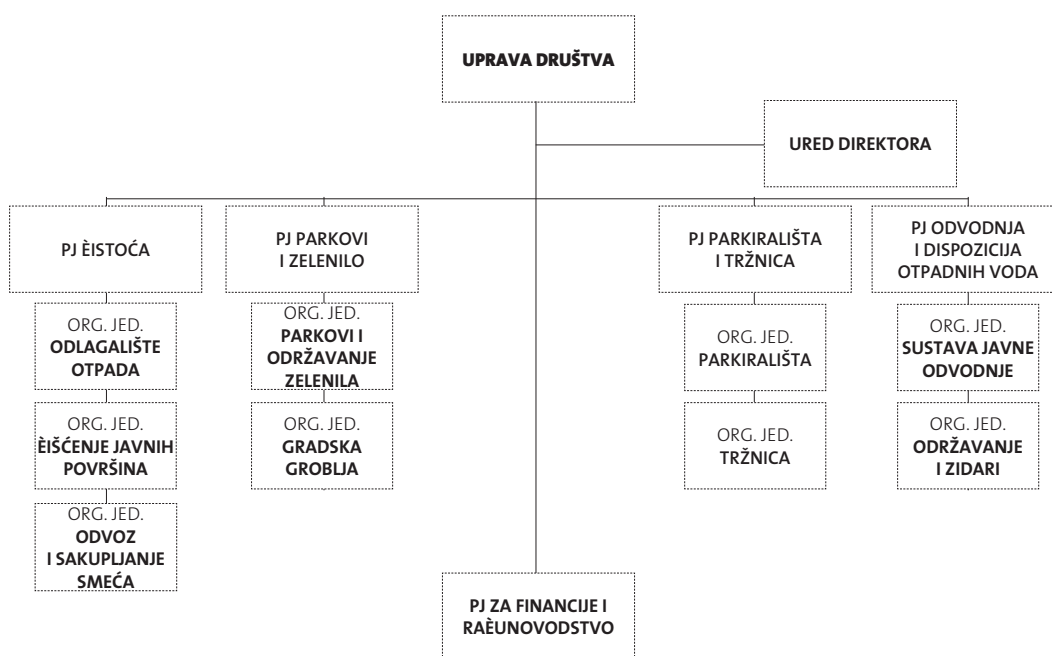 UPRAVA DRUŠTVA
URED DIREKTORA
PJ ÈISTOĆA
ORG. JED.
ODLAGALIŠTE
OTPADA
ORG. JED.
ÈIŠĆENJE JAVNIH
POVRŠINA
ORG. JED.
ODVOZ
I SAKUPLJANJE
SMEĆA
PJ PARKOVI
I ZELENILO
ORG. JED.
PARKOVI I
ODRŽAVANJE
ZELENILA
ORG. JED.
GRADSKA
GROBLJA
PJ PARKIRALIŠTA
I TRŽNICA
ORG. JED.
PARKIRALIŠTA
ORG. JED.
TRŽNICA
PJ ODVODNJA
I DISPOZICIJA
OTPADNIH VODA
ORG. JED.
SUSTAVA JAVNE
ODVODNJE
ORG. JED.
ODRŽAVANJE
I ZIDARI
PJ ZA FINANCIJE I
RAÈUNOVODSTVO